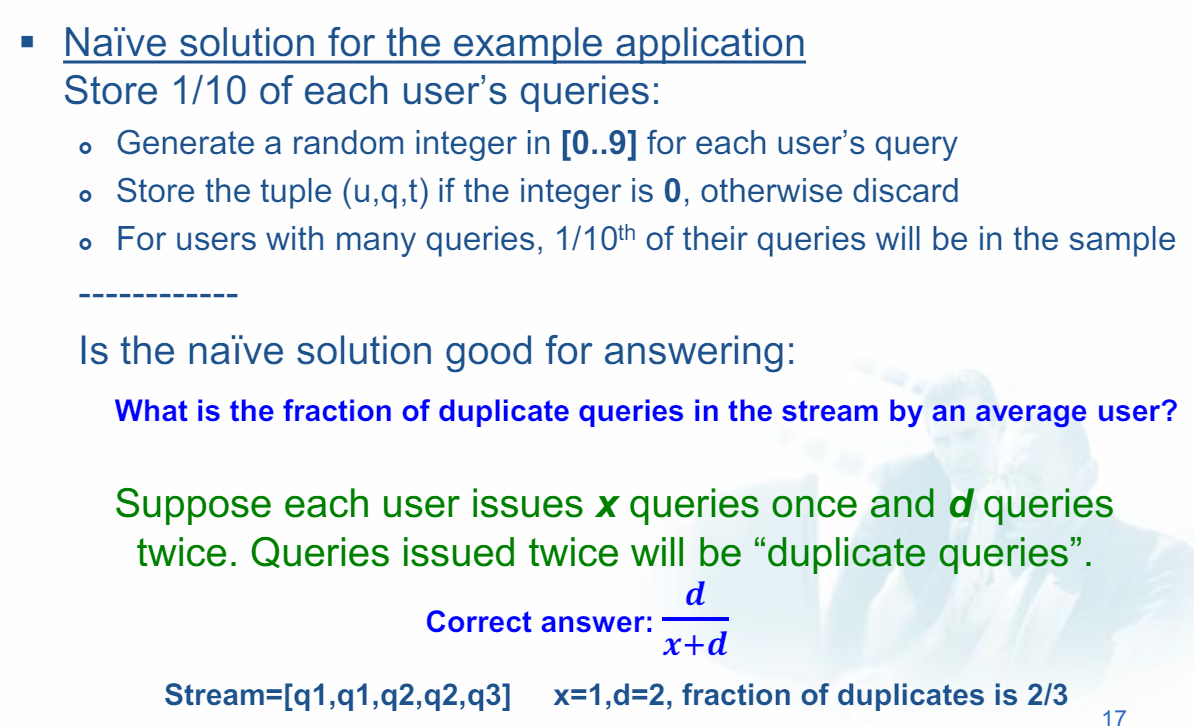 ▪ Naïve solution for the example application
Store 1/10 of each user’s queries:
o Generate a random integer in [0..9] for each user’s query
o Store the tuple (u,q,t) if the integer is 0, otherwise discard
o For users with many queries, 1/10th of their queries will be in the sample
------------
Is the naïve solution good for answering:
What is the fraction of duplicate queries in the stream by an average user?
Suppose each user issues x queries once and d queries
twice. Queries issued twice will be “duplicate queries”.
Correct answer: d/(x+d)
Stream=[q1,q1,q2,q2,q3] x=1,d=2, fraction of duplicates is 2/3
17